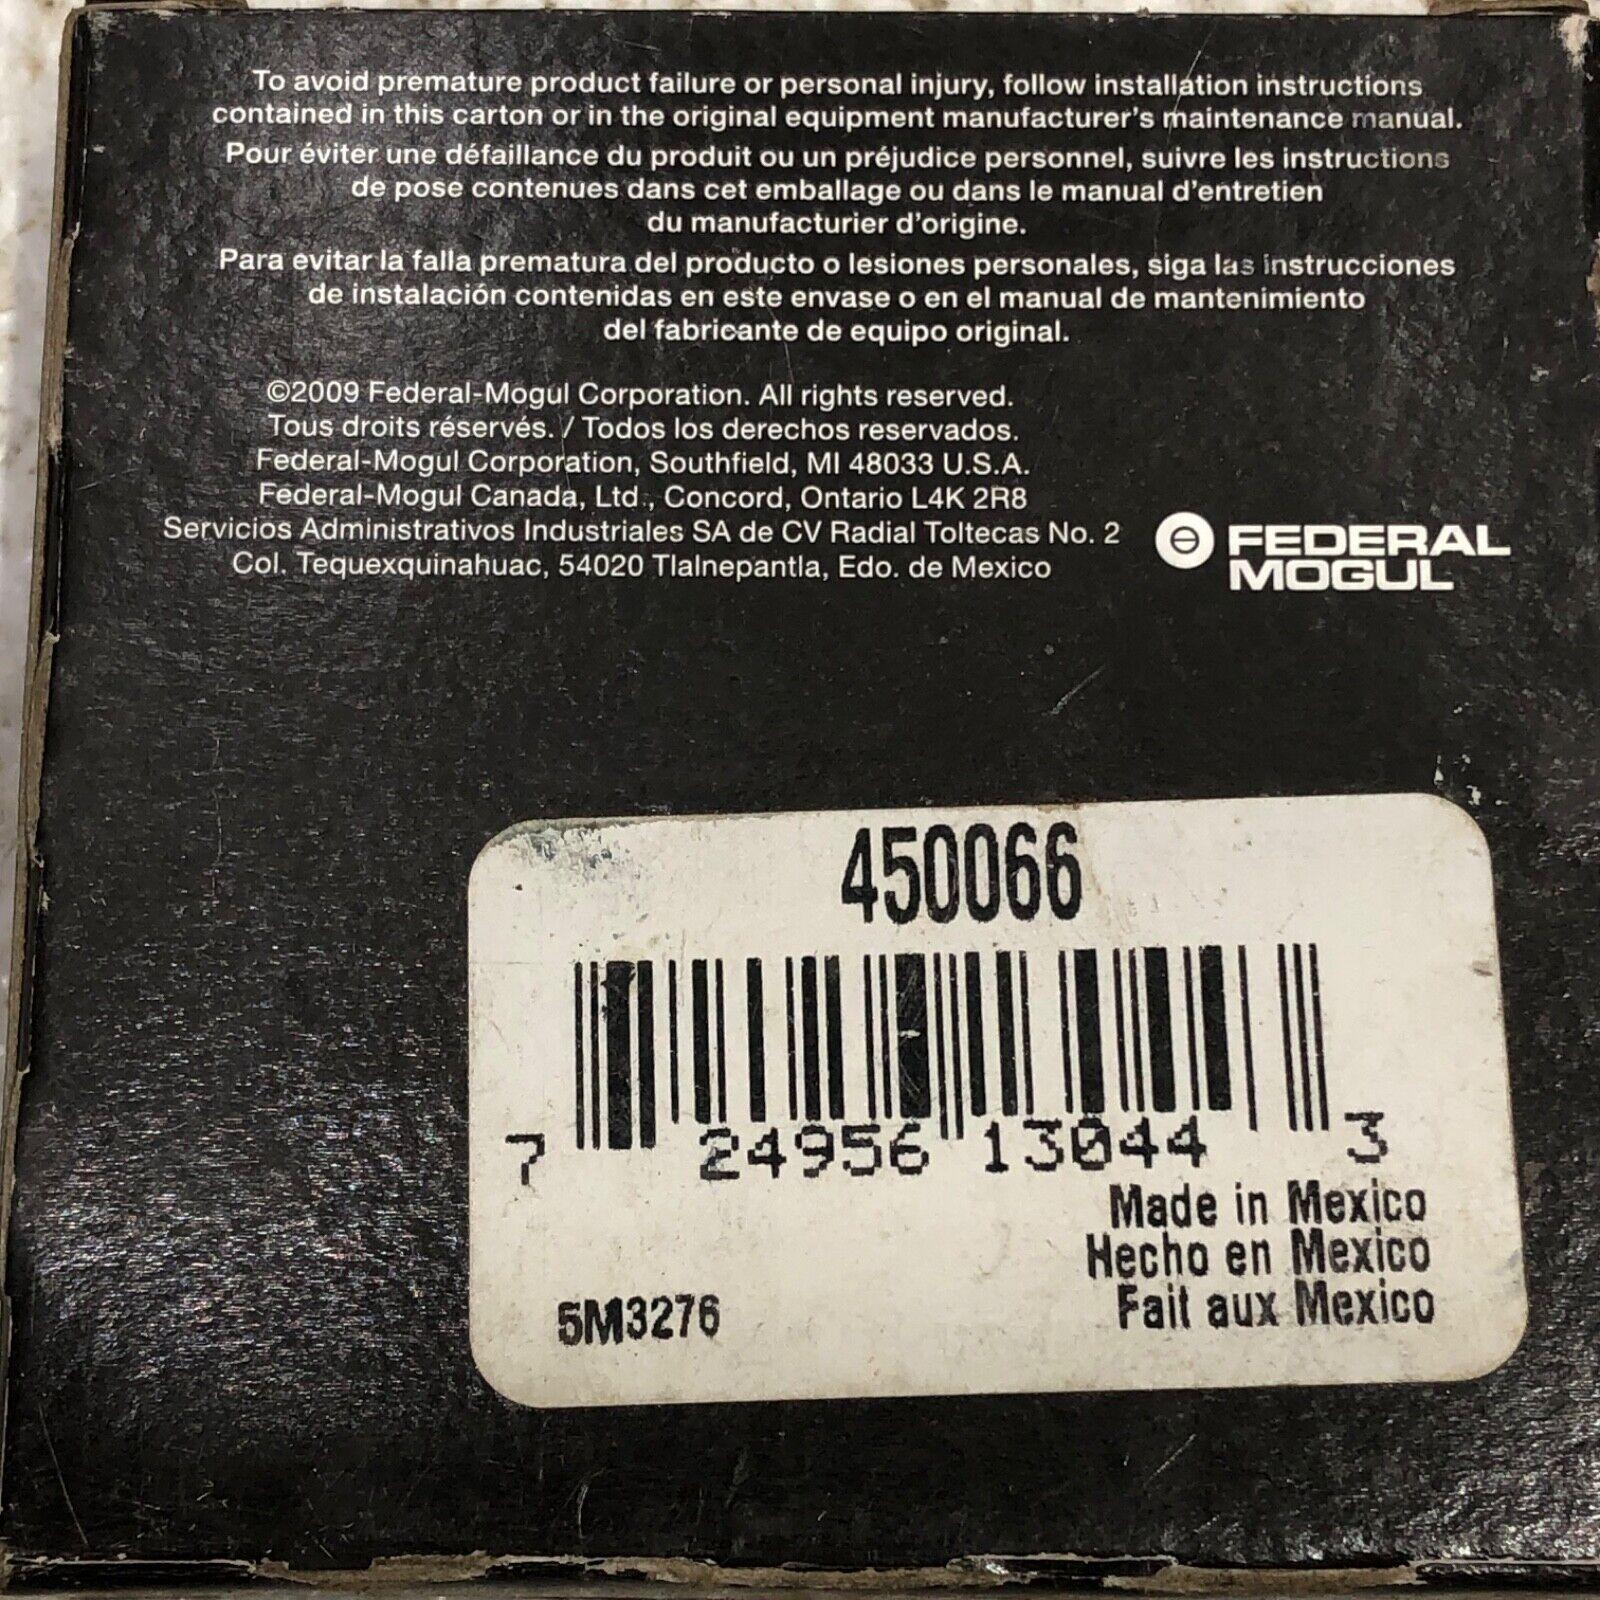 To avoid premature product failure or personal injury, follow installation instructions
contained in this carton or in the original equipment manufacturer's maintenance manual.
Pour éviter une défaillance du produit ou un préjudice personnel, suivre les instructions
de pose contenues dans cet emballage ou dans le manual d'entretien
du manufacturier d'origine.
Para evitar la falla prematura del producto o lesiones personales, siga las instrucciones
de instalación contenidas en este envase o en el manual de mantenimiento
del fabricante de equipo original.
©2009 Federal-Mogul Corporation. All rights reserved.
Tous droits réservés. / Todos los derechos reservados.
Federal-Mogul Corporation, Southfield, MI 48033 U.S.A.
Federal-Mogul Canada, Ltd., Concord, Ontario L4K 2R8
Servicios Administrativos Industriales SA de CV Radial Toltecas No. 2
Col. Tequexquinahuac, 54020 Tlalnepantla, Edo. de Mexico
FEDERAL
MOGUL
450066
7 24956 13044 3
Made in Mexico
Hecho en Mexico
Fait aux Mexico
5M3276